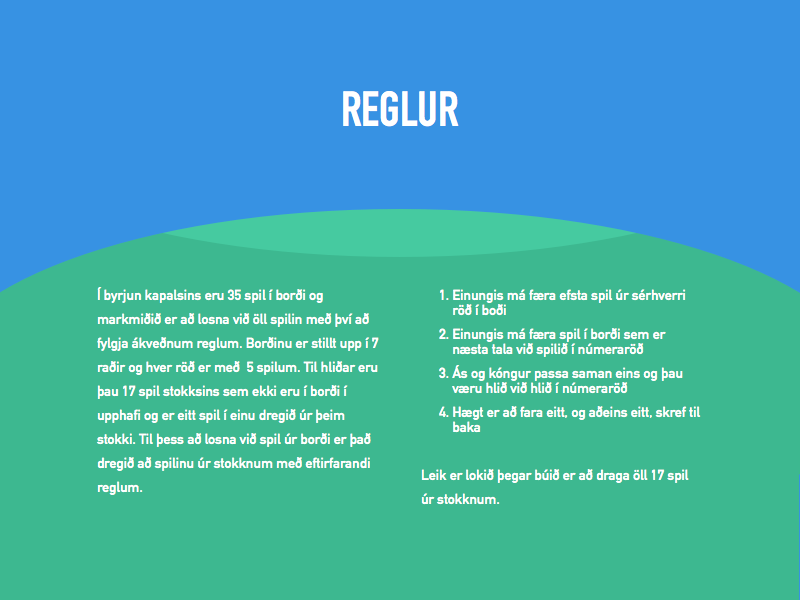 REGLUR
Í byrjun kapalsins eru 35 spil í borði og
markmiðið er að losna við öll spilin með því að
fylgja ákveðnum reglum. Borðinu er stillt upp í 7
raðir og hver röð er með 5 spilum. Til hliðar eru
þau 17 spil stokksins sem ekki eru í borði í
upphafi og er eitt spil í einu dregið úr þeim
stokki. Til þess að losna við spil úr borði er það
dregið að spilinu úr stokknum með eftirfarandi
reglum.
1. Einungis má færa efsta spil úr sérhverri
röð í boði
2. Einungis má færa spil í borði sem er
næsta tala við spilið í númeraröð
3. Ás og kóngur passa saman eins og þau
væru hlið við hlið í númeraröð
4. Hægt er að fara eitt, og aðeins eitt, skref til
baka
Leik er lokið þegar búið er að draga öll 17 spil
úr stokknum.